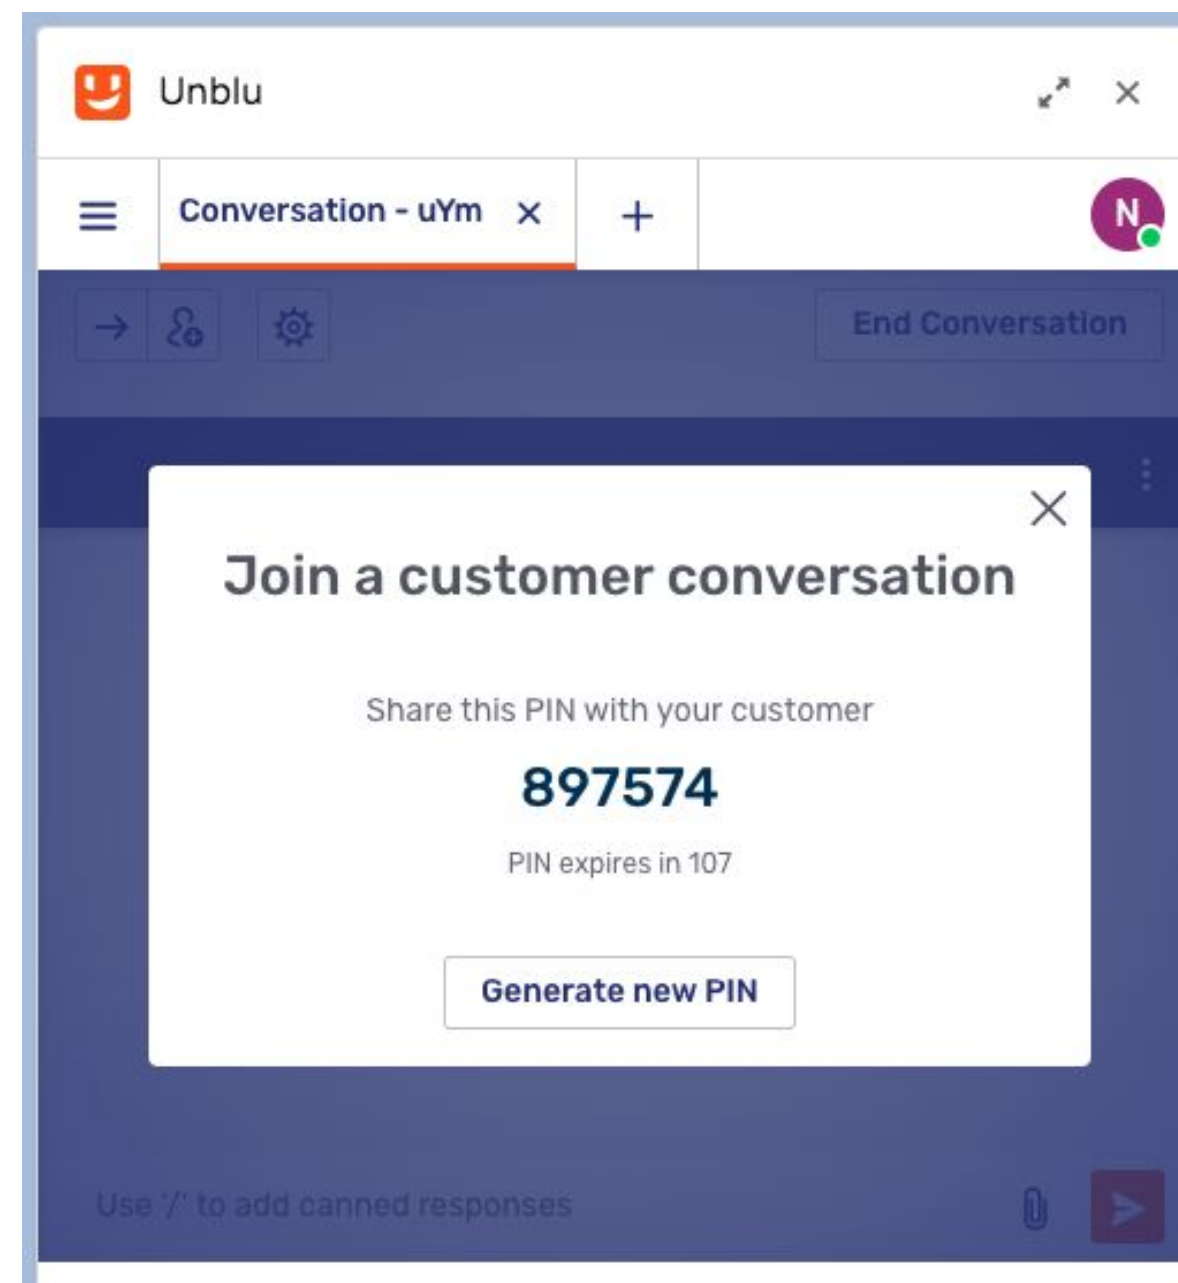 Unblu
Conversation - uYm
N
End Conversation
Join a customer conversation
Share this PIN with your customer
897574
PIN expires in 107
Generate new PIN
Use '/' to add canned responses